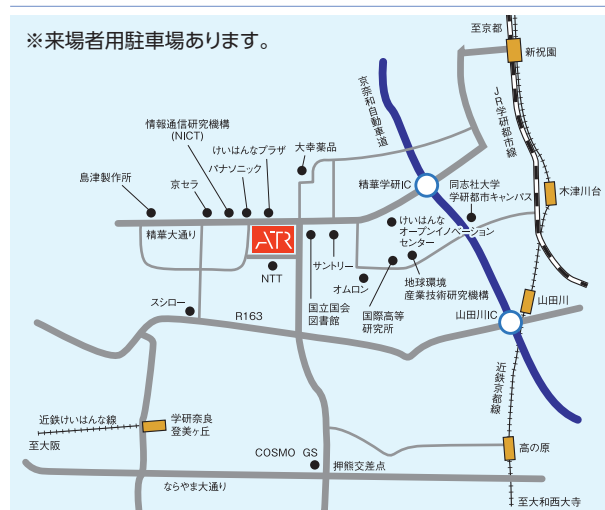 ※来場者用駐車場あります。
至京都
新祝園
京奈和自動車道
JR学研都市線
情報通信研究機構
(NICT)
けいはんなプラザ
パナソニック
大幸薬品
島津製作所
京セラ
精華学研IC
同志社大学
学研都市キャンパス
木津川台
精華大通り
ATR
けいはんな
オープンイノベーション
センター
NTT
サントリー
オムロン
国立国会
図書館
国際高等
研究所
地球環境
産業技術研究機構
スシロー
R163
山田川
山田川IC
近鉄京都線
近鉄けいはんな線
至大阪
学研奈良
登美ヶ丘
高の原
COSMO GS
押熊交差点
ならやま大通り
至大和西大寺